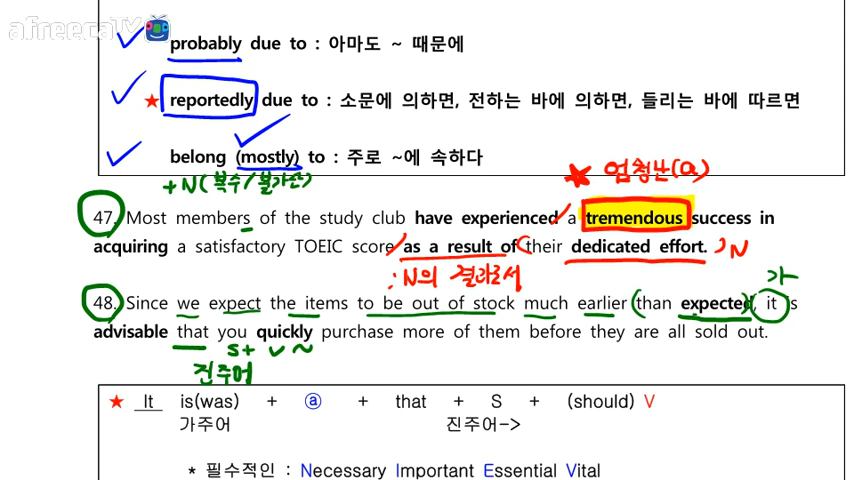 afreecaTV
probably due to : 아마도 ~ 때문에
★ reportedly due to : 소문에 의하면, 전하는 바에 의하면, 들리는 바에 따르면
belong (mostly) to : 주로 ~에 속하다
+N(복수/불가산) ★ 엄청난(a)
47. Most members of the study club have experienced a tremendous success in
acquiring a satisfactory TOEIC score as a result of their dedicated effort. N
: N의 결과로서
가
48. Since we expect the items to be out of stock much earlier (than expected), it is
advisable that you quickly purchase more of them before they are all sold out.
S+ V ~
진주어
★ It is(was) + ⓐ + that + S + (should) V
가주어 진주어->
* 필수적인 : Necessary Important Essential Vital